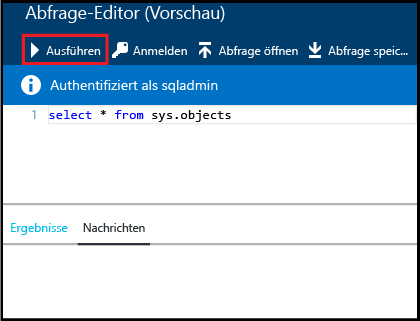 Abfrage-Editor (Vorschau)
Ausführen Anmelden Abfrage öffnen Abfrage speic...
Authentifiziert als sqladmin
1 select * from sys.objects
Ergebnisse Nachrichten